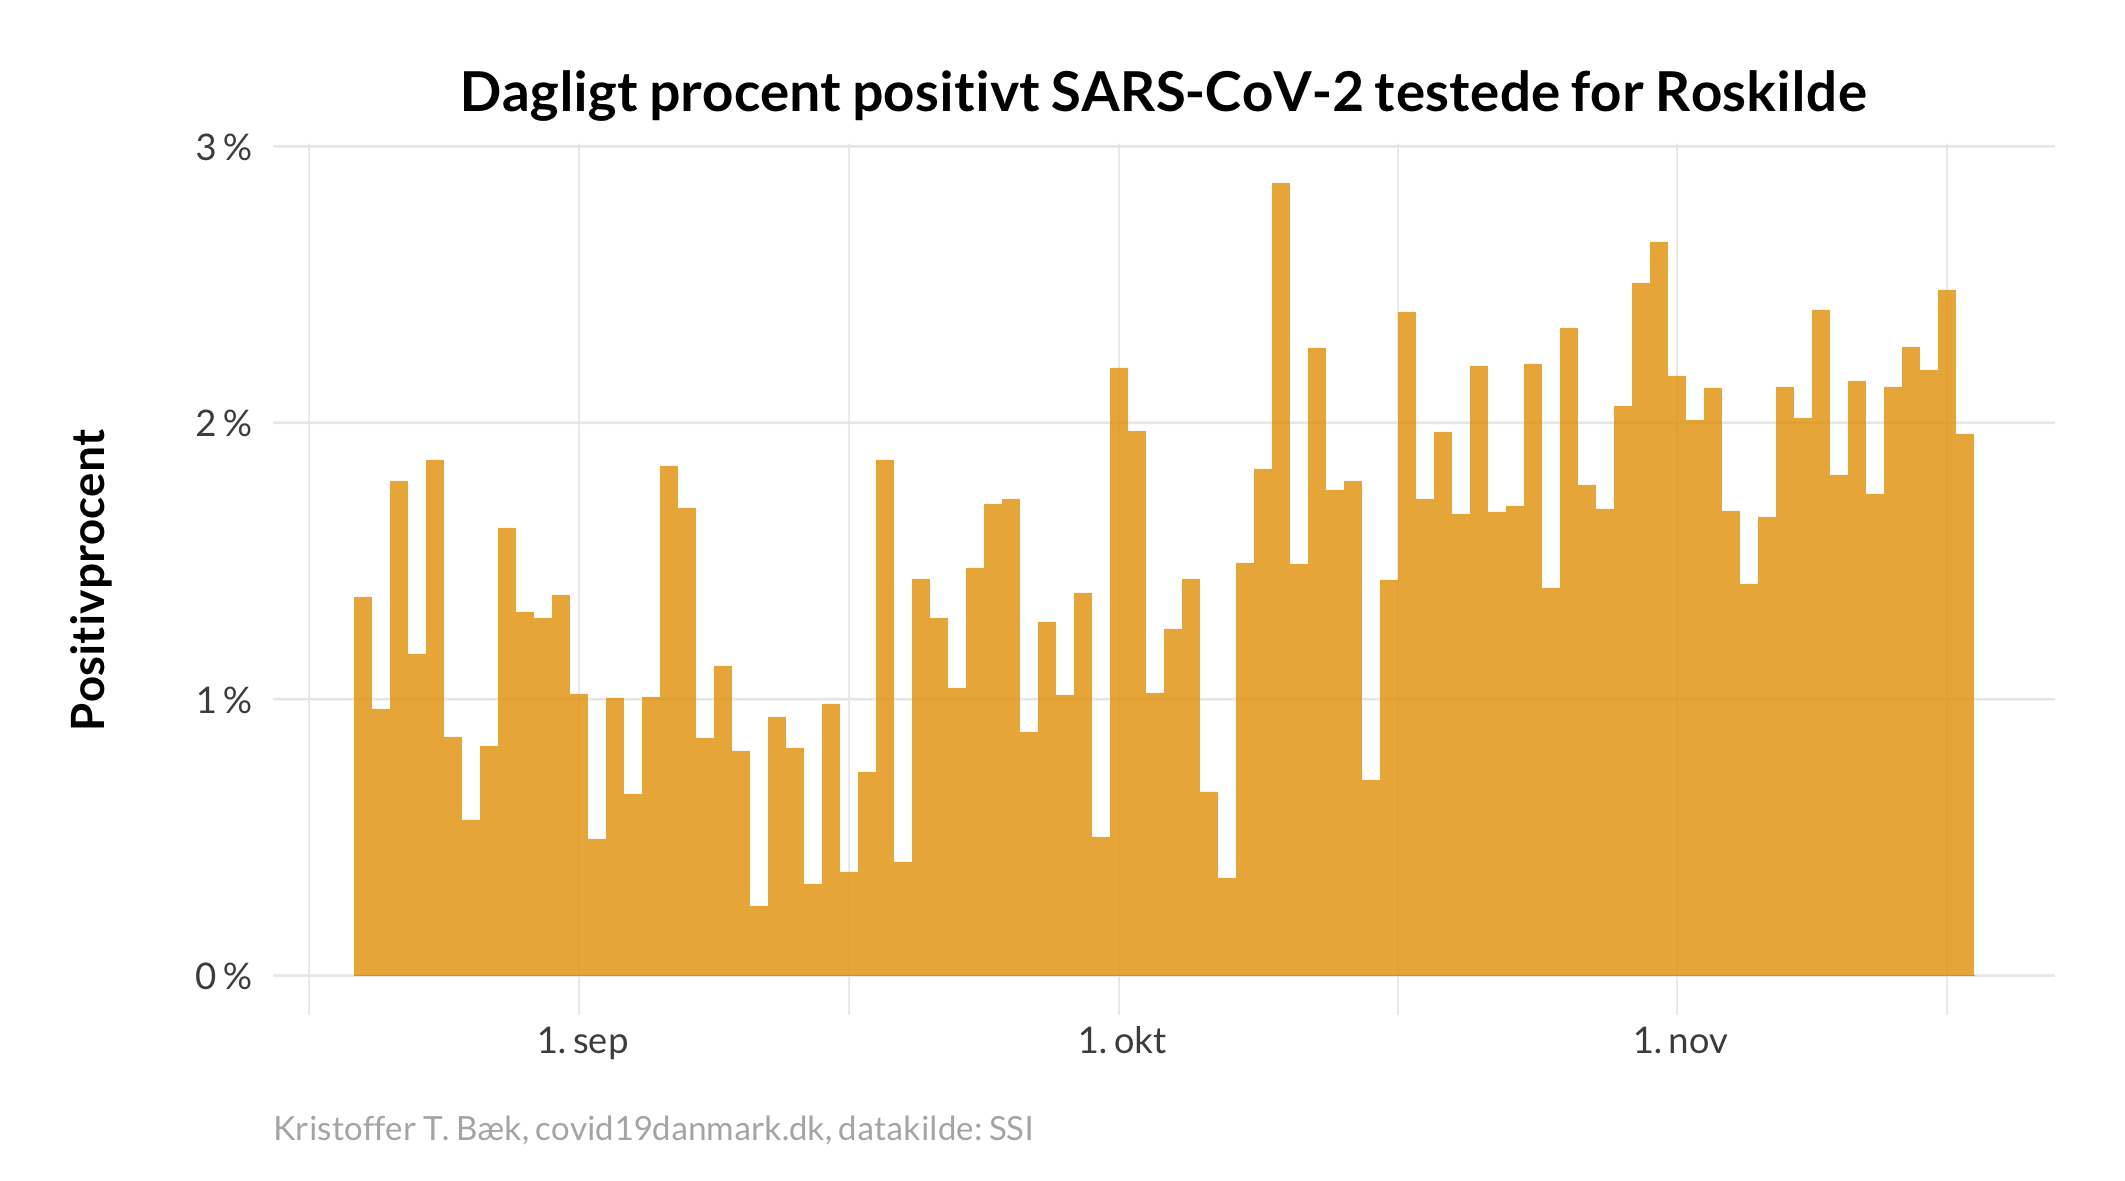 Dagligt procent positivt SARS-CoV-2 testede for Roskilde
3 %
2 %
1 %
0 %
Positivprocent
1. sep
1. okt
1. nov
Kristoffer T. Bæk, covid19danmark.dk, datakilde: SSI